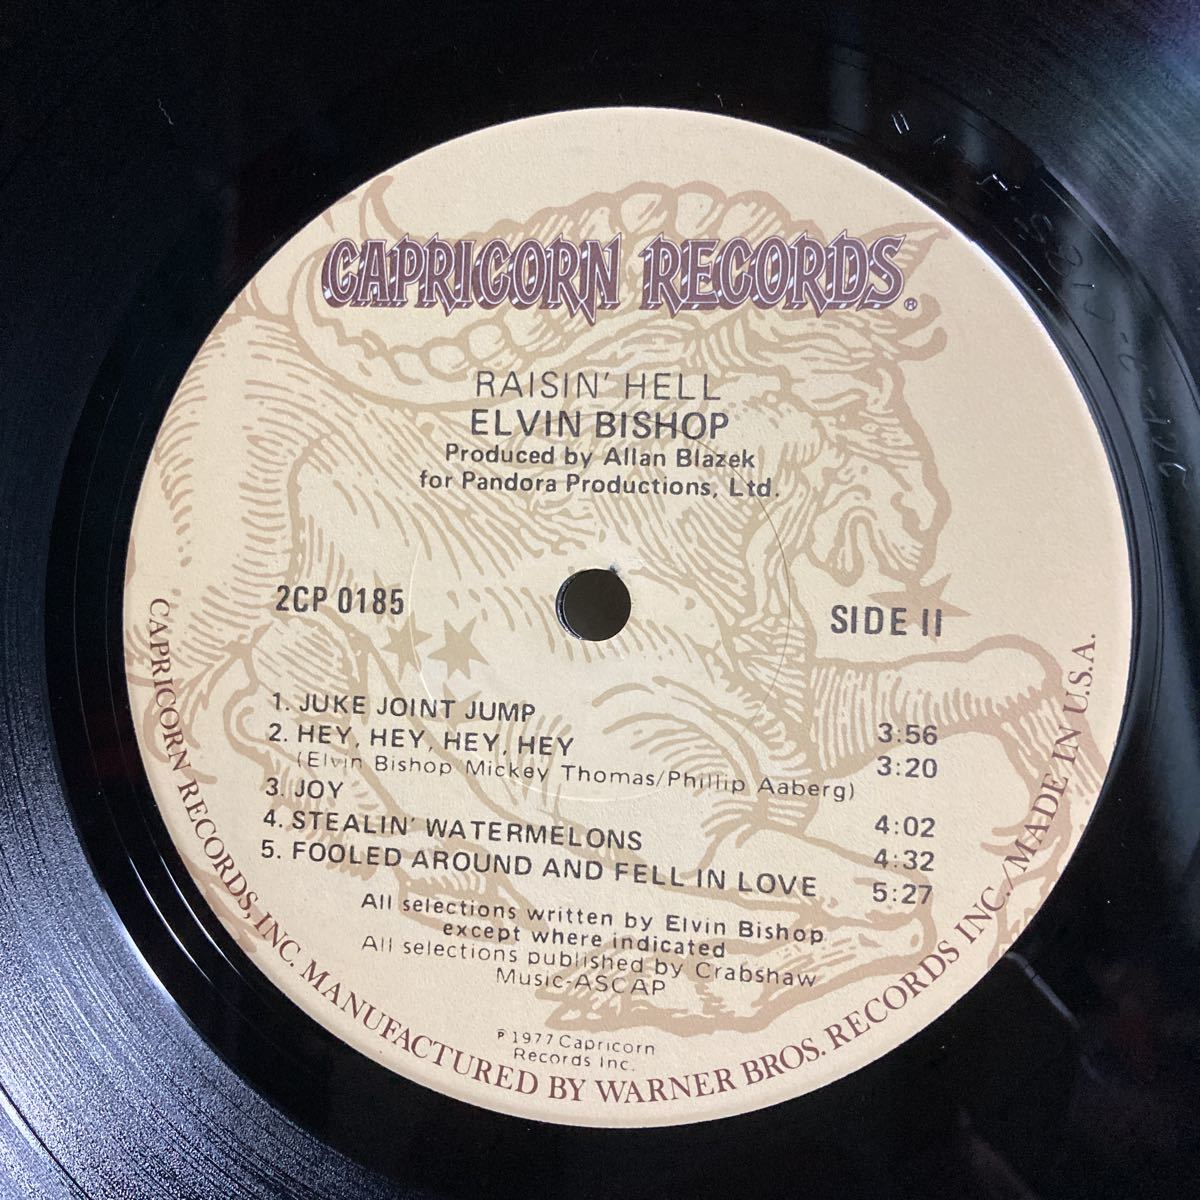 CAPRICORN RECORDS®
RAISIN' HELL
ELVIN BISHOP
Produced by Allan Blazek
for Pandora Productions, Ltd.
2CP 0185
SIDE II
1. JUKE JOINT JUMP 3:56
2. HEY, HEY, HEY, HEY 3:20
(Elvin Bishop Mickey Thomas/Phillip Aaberg)
3. JOY 4:02
4. STEALIN' WATERMELONS 4:32
5. FOOLED AROUND AND FELL IN LOVE 5:27
All selections written by Elvin Bishop
except where indicated
All selections published by Crabshaw
Music-ASCAP
℗ 1977 Capricorn
Records Inc.
CAPRICORN RECORDS, INC. MANUFACTURED BY WARNER BROS. RECORDS INC./MADE IN U.S.A.